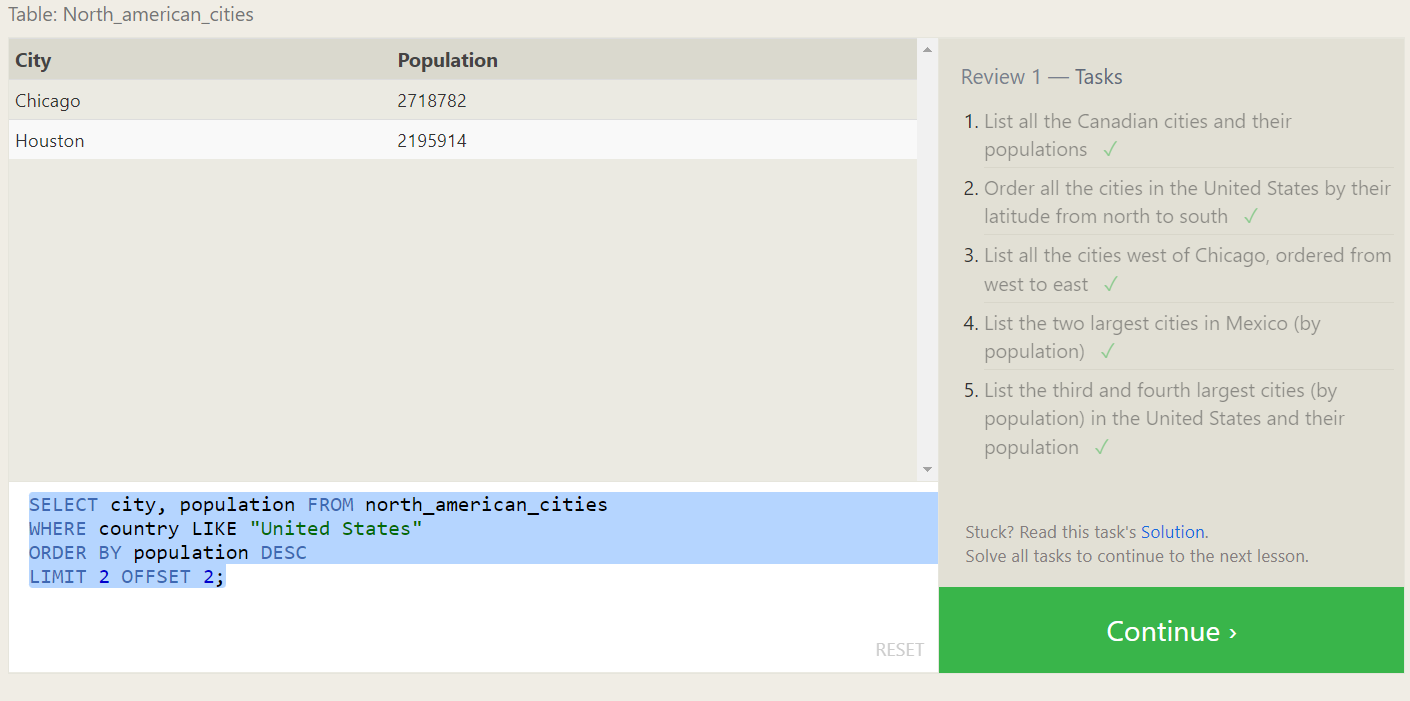 Table: North_american_cities
City Population
Chicago 2718782
Houston 2195914
SELECT city, population FROM north_american_cities
WHERE country LIKE "United States"
ORDER BY population DESC
LIMIT 2 OFFSET 2;
RESET
Review 1 — Tasks
1. List all the Canadian cities and their
populations ✓
2. Order all the cities in the United States by their
latitude from north to south ✓
3. List all the cities west of Chicago, ordered from
west to east ✓
4. List the two largest cities in Mexico (by
population) ✓
5. List the third and fourth largest cities (by
population) in the United States and their
population ✓
Stuck? Read this task's Solution.
Solve all tasks to continue to the next lesson.
Continue ›